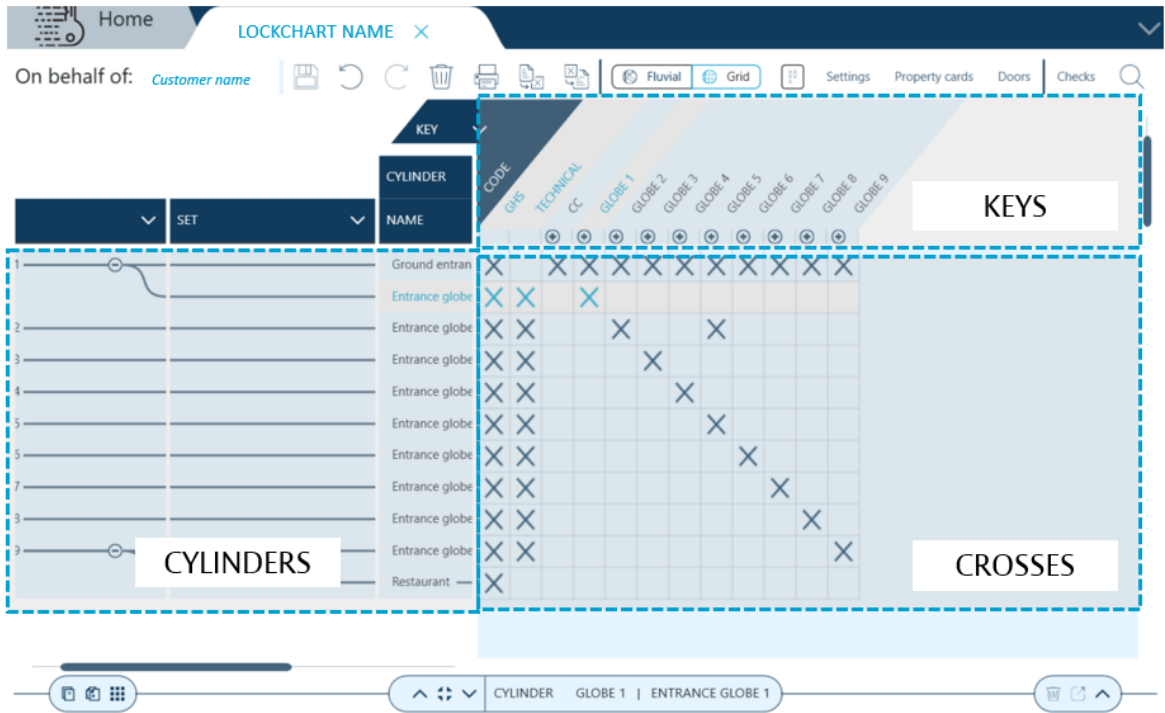 Home
LOCKCHART NAME
On behalf of: Customer name
Fluvial Grid Settings Property cards Doors Checks
KEY
CYLINDER
SET NAME
CODE
GHS
TECHNICAL
CC
GLOBE 1
GLOBE 2
GLOBE 3
GLOBE 4
GLOBE 5
GLOBE 6
GLOBE 7
GLOBE 8
GLOBE 9
KEYS
1 Ground entran
Entrance globe
2 Entrance globe
3 Entrance globe
4 Entrance globe
5 Entrance globe
6 Entrance globe
7 Entrance globe
8 Entrance globe
9 Entrance globe
Restaurant
CYLINDERS
CROSSES
CYLINDER GLOBE 1 | ENTRANCE GLOBE 1